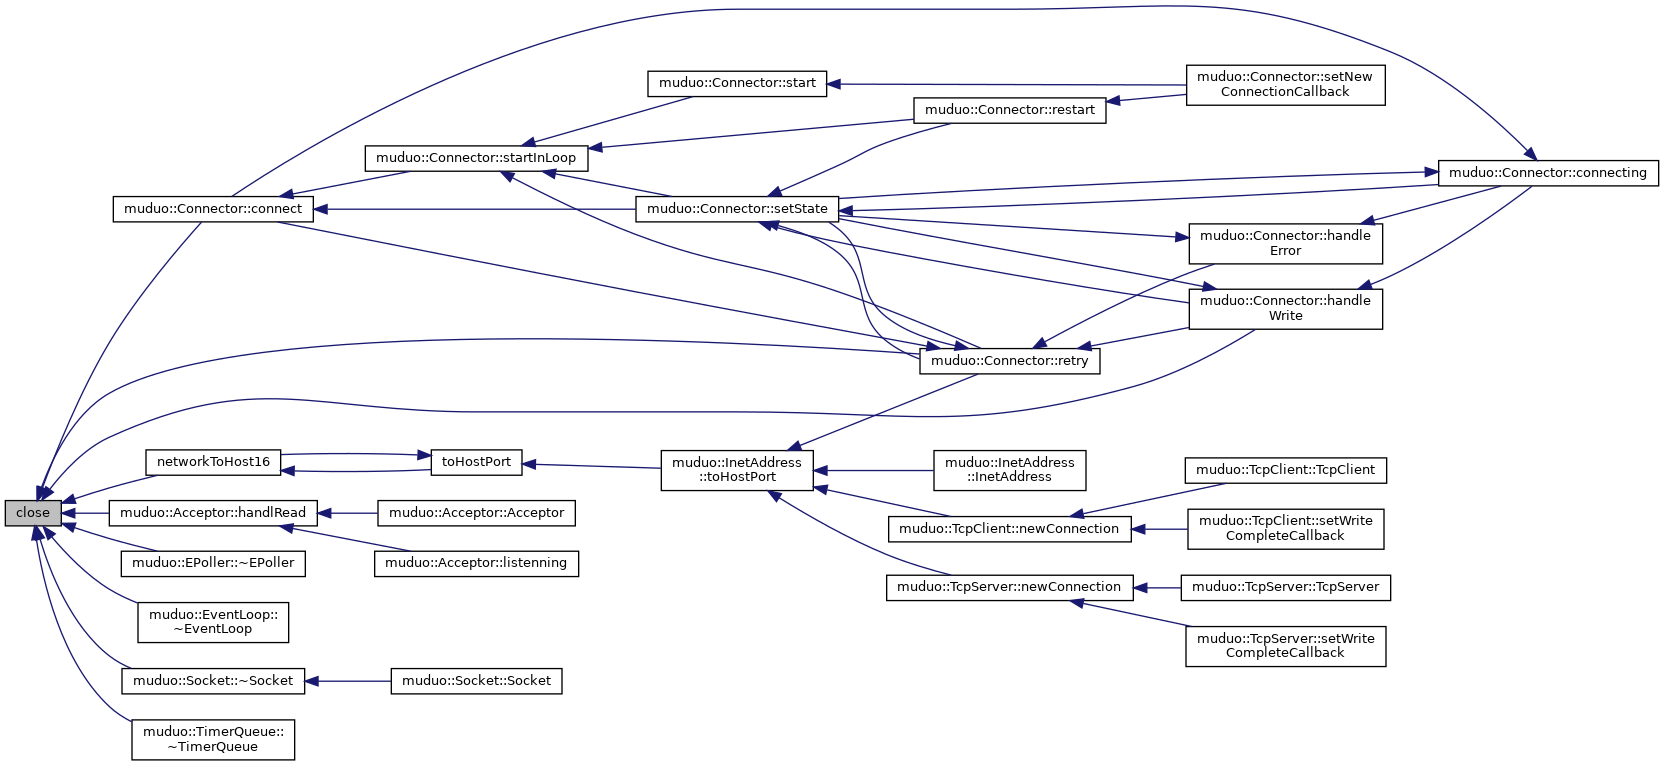 muduo::Connector::start
muduo::Connector::setNew
ConnectionCallback
muduo::Connector::restart
muduo::Connector::startInLoop
muduo::Connector::connecting
muduo::Connector::connect
muduo::Connector::setState
muduo::Connector::handle
Error
muduo::Connector::handle
Write
muduo::Connector::retry
networkToHost16
toHostPort
muduo::InetAddress
::toHostPort
muduo::InetAddress
::InetAddress
muduo::TcpClient::TcpClient
close
muduo::Acceptor::handlRead
muduo::Acceptor::Acceptor
muduo::TcpClient::newConnection
muduo::TcpClient::setWrite
CompleteCallback
muduo::EPoller::~EPoller
muduo::Acceptor::listenning
muduo::TcpServer::newConnection
muduo::TcpServer::TcpServer
muduo::EventLoop::
~EventLoop
muduo::TcpServer::setWrite
CompleteCallback
muduo::Socket::~Socket
muduo::Socket::Socket
muduo::TimerQueue::
~TimerQueue